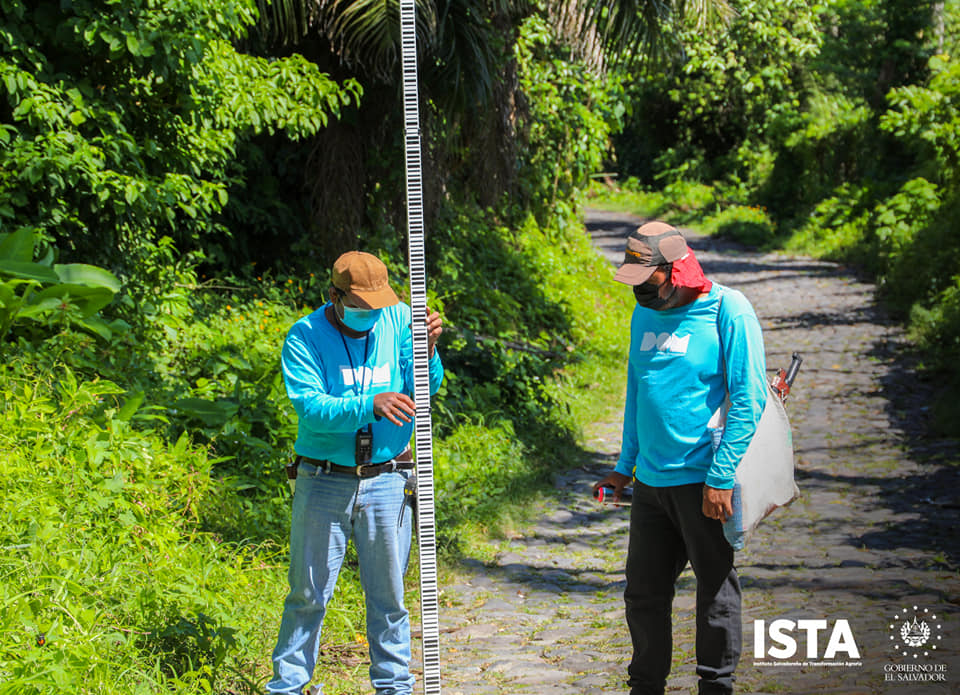 DOM
DOM
ISTA
Instituto Salvadoreño de Transformación Agraria
GOBIERNO DE
EL SALVADOR